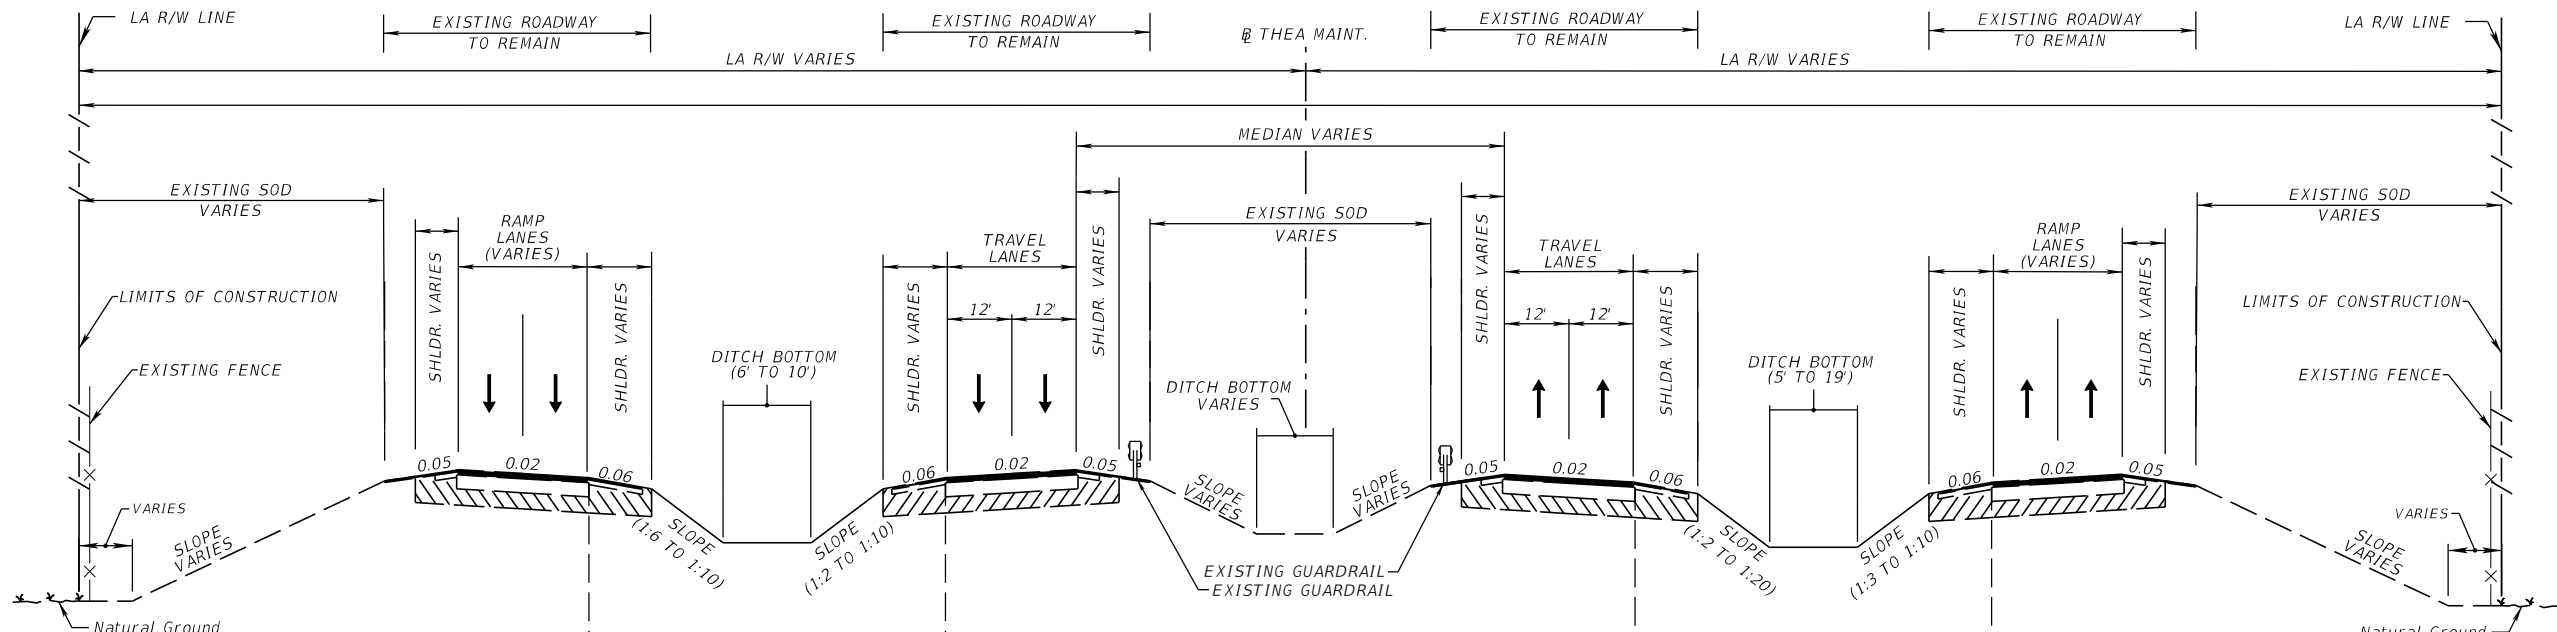 LA R/W LINE
EXISTING ROADWAY
TO REMAIN
EXISTING ROADWAY
TO REMAIN
BL THEA MAINT.
EXISTING ROADWAY
TO REMAIN
EXISTING ROADWAY
TO REMAIN
LA R/W LINE
LA R/W VARIES
LA R/W VARIES
MEDIAN VARIES
EXISTING SOD
VARIES
EXISTING SOD
VARIES
EXISTING SOD
VARIES
SHLDR. VARIES
RAMP
LANES
(VARIES)
SHLDR. VARIES
SHLDR. VARIES
TRAVEL
LANES
12' 12'
SHLDR. VARIES
SHLDR. VARIES
TRAVEL
LANES
12' 12'
SHLDR. VARIES
SHLDR. VARIES
RAMP
LANES
(VARIES)
SHLDR. VARIES
LIMITS OF CONSTRUCTION
LIMITS OF CONSTRUCTION
EXISTING FENCE
EXISTING FENCE
DITCH BOTTOM
(6' TO 10')
DITCH BOTTOM
VARIES
DITCH BOTTOM
(5' TO 19')
0.05 0.02 0.06
0.06 0.02 0.05
0.05 0.02 0.06
0.06 0.02 0.05
VARIES
SLOPE
VARIES
SLOPE
(1:6 TO 1:10)
SLOPE
(1:2 TO 1:10)
SLOPE
VARIES
SLOPE
VARIES
SLOPE
(1:2 TO 1:20)
SLOPE
(1:3 TO 1:10)
SLOPE
VARIES
VARIES
EXISTING GUARDRAIL
EXISTING GUARDRAIL
Natural Ground
Natural Ground